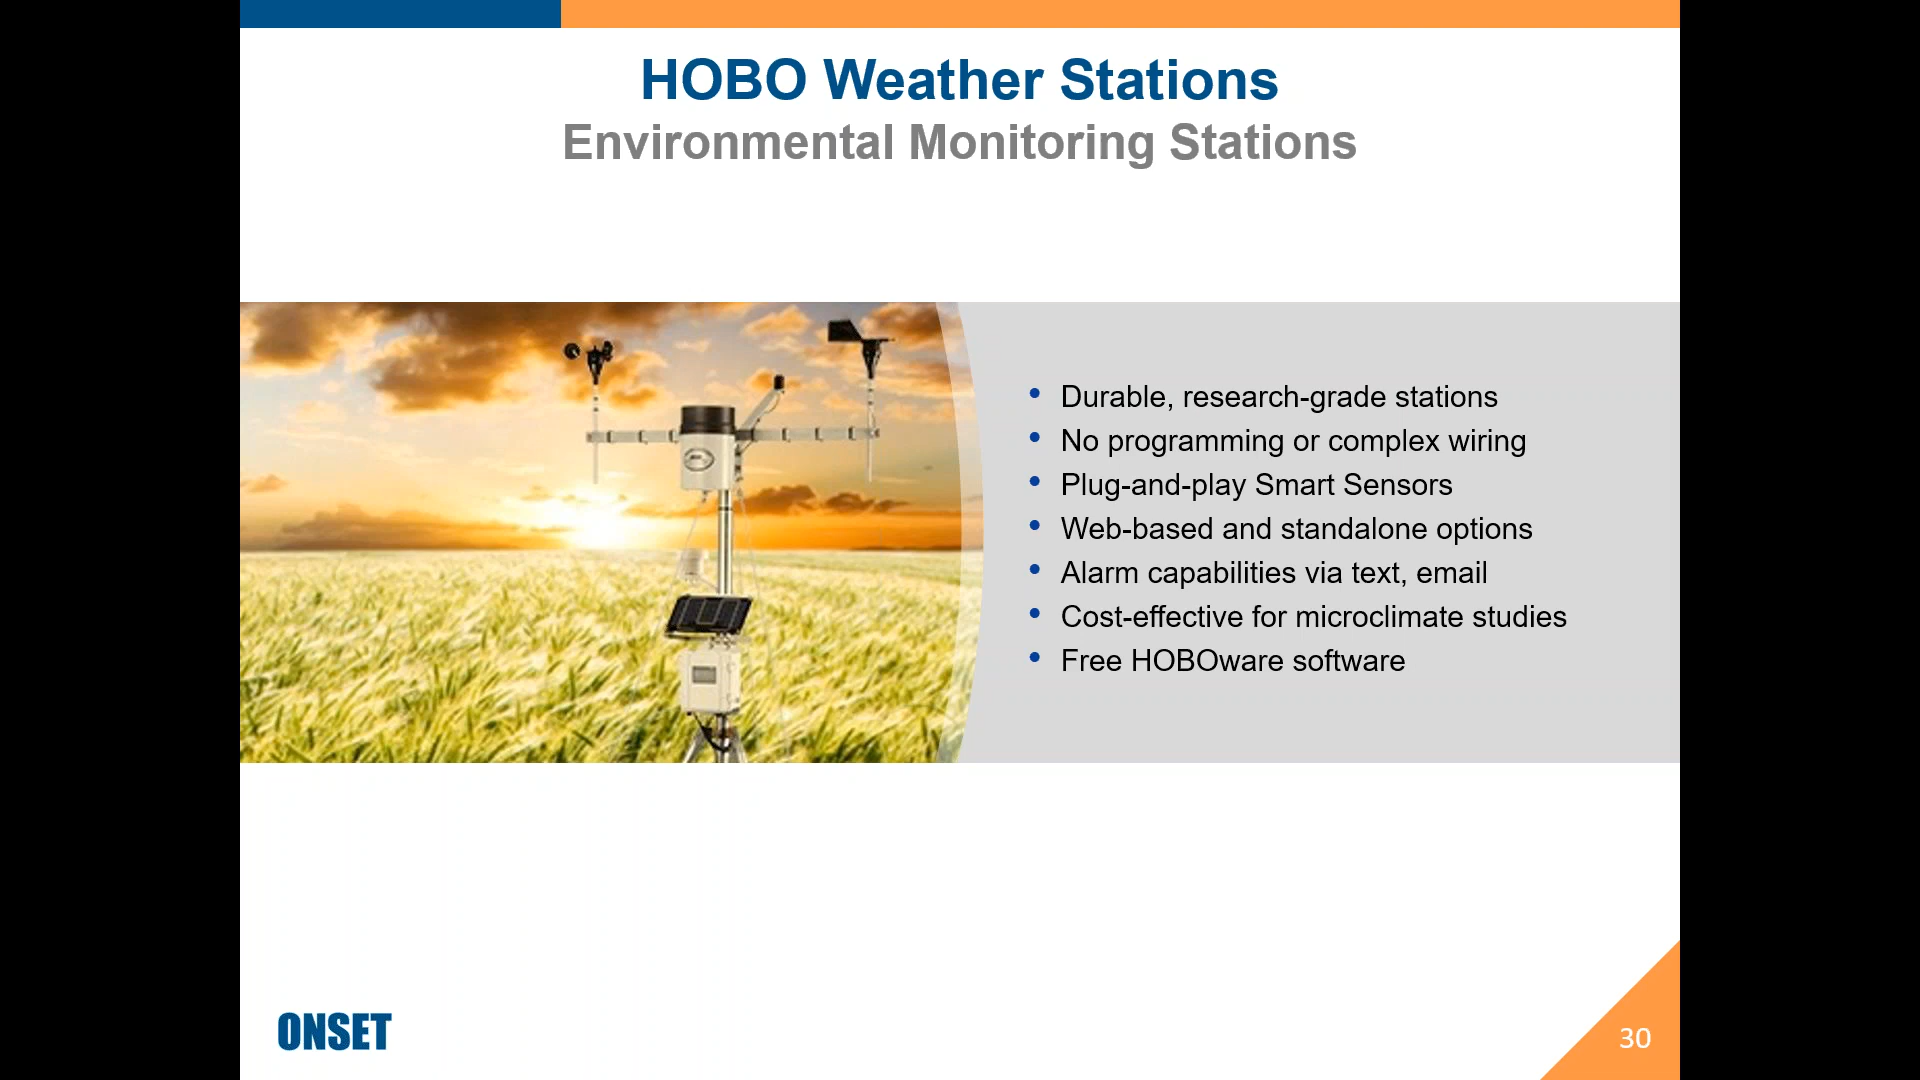 HOBO Weather Stations
Environmental Monitoring Stations
• Durable, research-grade stations
• No programming or complex wiring
• Plug-and-play Smart Sensors
• Web-based and standalone options
• Alarm capabilities via text, email
• Cost-effective for microclimate studies
• Free HOBOware software
ONSET
30